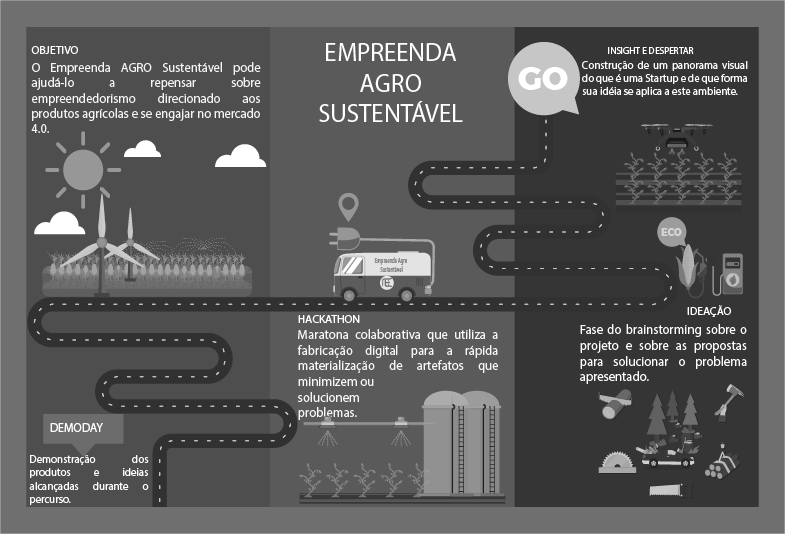 OBJETIVO
O Empreenda AGRO Sustentável pode
ajudá-lo a repensar sobre
empreendedorismo direcionado aos
produtos agrícolas e se engajar no mercado
4.0.
EMPREENDA
AGRO
SUSTENTÁVEL
GO
INSIGHT E DESPERTAR
Construção de um panorama visual
do que é uma Startup e de que forma
sua idéia se aplica a este ambiente.
ECO
IDEAÇÃO
Fase do brainstorming sobre o
projeto e sobre as propostas
para solucionar o problema
apresentado.
Empreenda Agro
Sustentável
HACKATHON
Maratona colaborativa que utiliza a
fabricação digital para a rápida
materialização de artefatos que
minimizem ou
solucionem
problemas.
DEMODAY
Demonstração dos
produtos e ideias
alcançadas durante o
percurso.